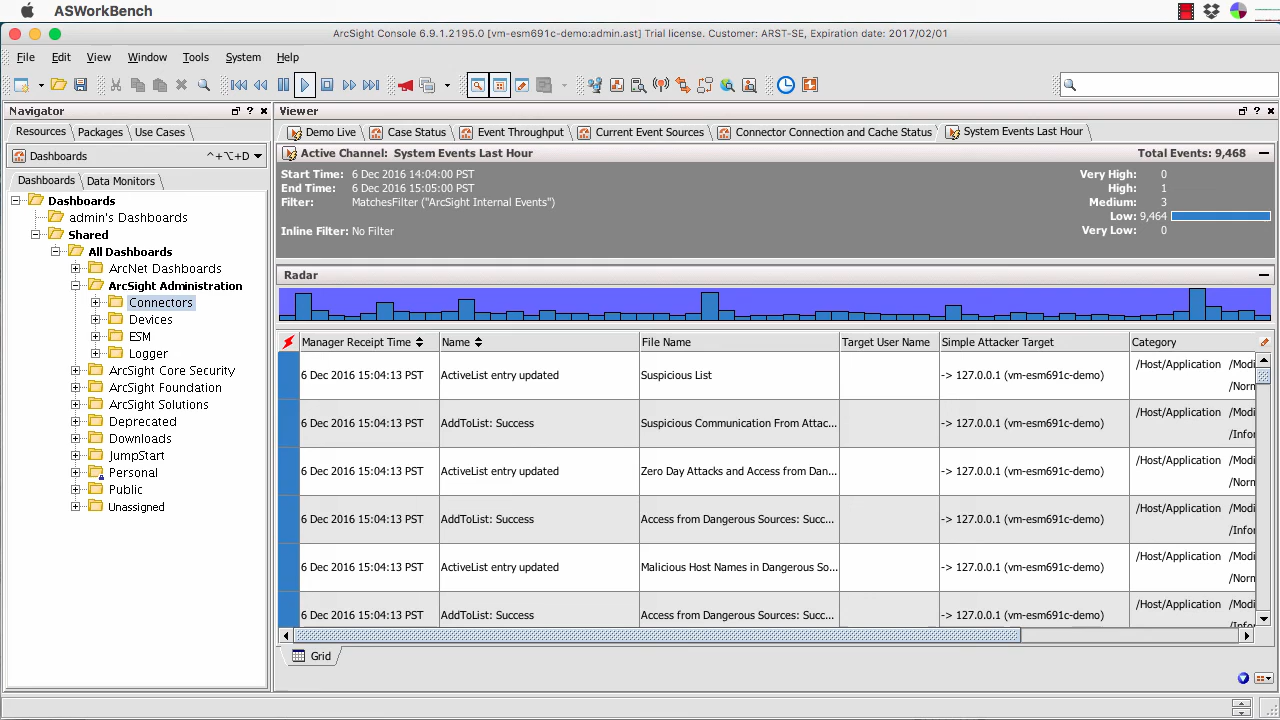 ASWorkBench
ArcSight Console 6.9.1.2195.0 [vm-esm691c-demo:admin.ast] Trial license. Customer: ARST-SE, Expiration date: 2017/02/01
File Edit View Window Tools System Help
Navigator
Resources Packages Use Cases
Dashboards ^+⌥+D
Dashboards Data Monitors
Dashboards
admin's Dashboards
Shared
All Dashboards
ArcNet Dashboards
ArcSight Administration
Connectors
Devices
ESM
Logger
ArcSight Core Security
ArcSight Foundation
ArcSight Solutions
Deprecated
Downloads
JumpStart
Personal
Public
Unassigned
Viewer
Demo Live Case Status Event Throughput Current Event Sources Connector Connection and Cache Status System Events Last Hour
Active Channel: System Events Last Hour Total Events: 9,468
Start Time: 6 Dec 2016 14:04:00 PST Very High: 0
End Time: 6 Dec 2016 15:05:00 PST High: 1
Filter: MatchesFilter ("ArcSight Internal Events") Medium: 3
Low: 9,464
Inline Filter: No Filter Very Low: 0
Radar
Manager Receipt Time Name File Name Target User Name Simple Attacker Target Category
6 Dec 2016 15:04:13 PST ActiveList entry updated Suspicious List -> 127.0.0.1 (vm-esm691c-demo) /Host/Application /Modi
/Norn
6 Dec 2016 15:04:13 PST AddToList: Success Suspicious Communication From Attac... -> 127.0.0.1 (vm-esm691c-demo) /Host/Application /Modi
/Infor
6 Dec 2016 15:04:13 PST ActiveList entry updated Zero Day Attacks and Access from Dan... -> 127.0.0.1 (vm-esm691c-demo) /Host/Application /Modi
/Norn
6 Dec 2016 15:04:13 PST AddToList: Success Access from Dangerous Sources: Succ... -> 127.0.0.1 (vm-esm691c-demo) /Host/Application /Modi
/Infor
6 Dec 2016 15:04:13 PST ActiveList entry updated Malicious Host Names in Dangerous So... -> 127.0.0.1 (vm-esm691c-demo) /Host/Application /Modi
/Norn
6 Dec 2016 15:04:13 PST AddToList: Success Access from Dangerous Sources: Succ... -> 127.0.0.1 (vm-esm691c-demo) /Host/Application /Modi
/Infor
Grid